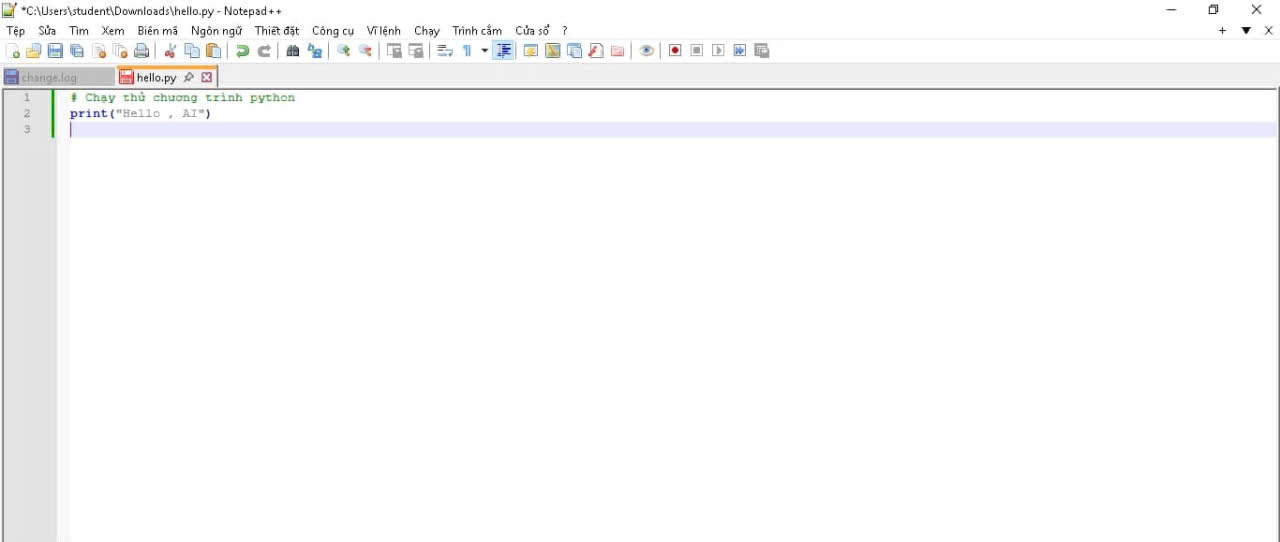 *C:\Users\student\Downloads\hello.py - Notepad++
Tệp Sửa Tìm Xem Biên mã Ngôn ngữ Thiết đặt Công cụ Vĩ lệnh Chạy Trình cắm Cửa sổ ?
change.log hello.py
1 # Chạy thử chương trình python
2 print("Hello , AI")
3